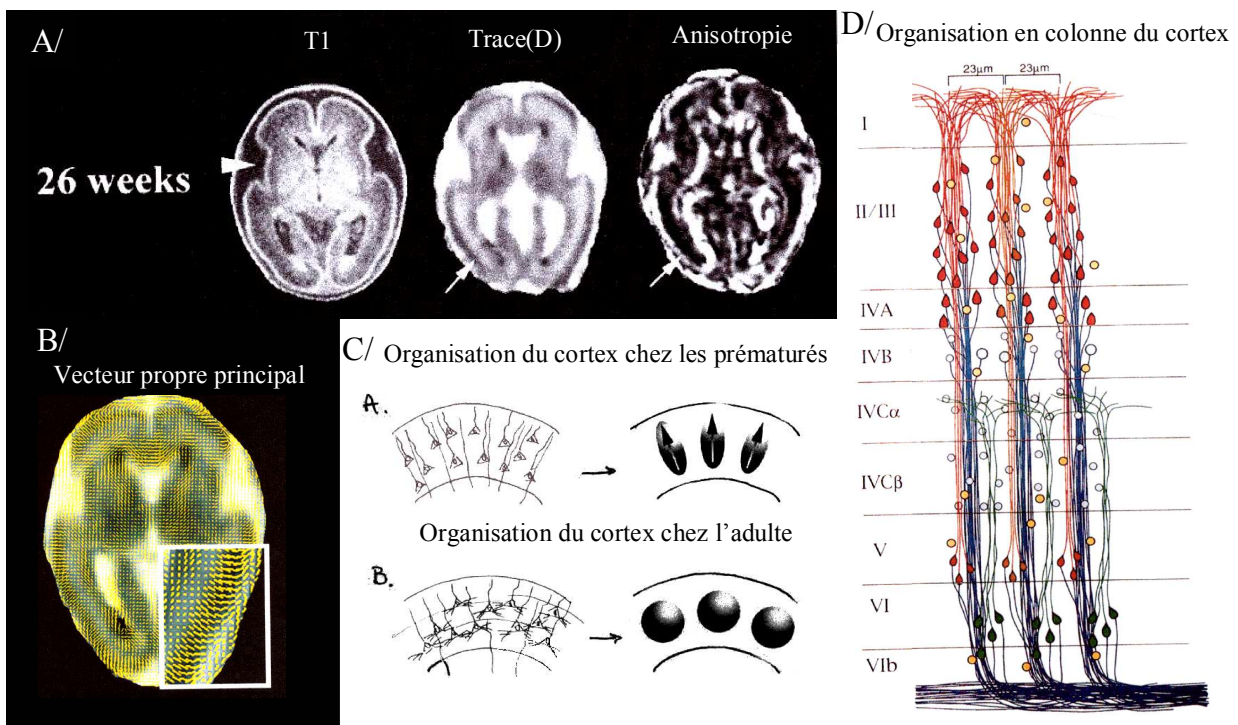 A/
T1
Trace(D)
Anisotropie
26 weeks
B/
Vecteur propre principal
C/ Organisation du cortex chez les prématurés
A.
Organisation du cortex chez l'adulte
B.
D/ Organisation en colonne du cortex
23µm 23µm
I
II/III
IVA
IVB
IVCα
IVCβ
V
VI
VIb